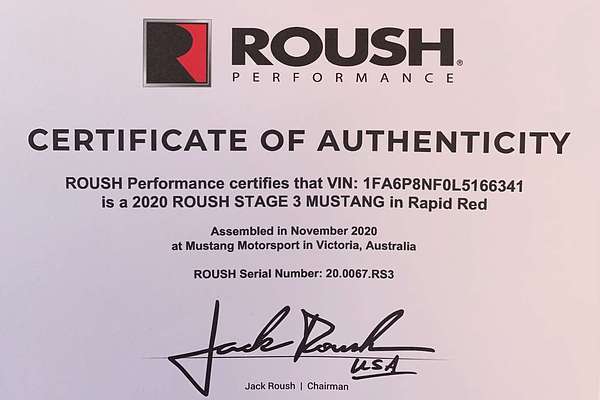 R
ROUSH®
PERFORMANCE
CERTIFICATE OF AUTHENTICITY
ROUSH Performance certifies that VIN: 1FA6P8NF0L5166341
is a 2020 ROUSH STAGE 3 MUSTANG in Rapid Red
Assembled in November 2020
at Mustang Motorsport in Victoria, Australia
ROUSH Serial Number: 20.0067.RS3
Jack Roush
USA
Jack Roush | Chairman